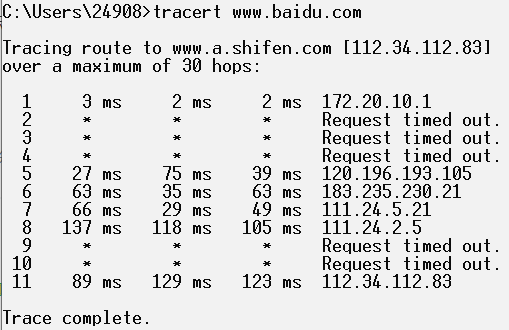 C:\Users\24908>tracert www.baidu.com
Tracing route to www.a.shifen.com [112.34.112.83]
over a maximum of 30 hops:
1 3 ms 2 ms 2 ms 172.20.10.1
2 * * * Request timed out.
3 * * * Request timed out.
4 * * * Request timed out.
5 27 ms 75 ms 39 ms 120.196.193.105
6 63 ms 35 ms 63 ms 183.235.230.21
7 66 ms 29 ms 49 ms 111.24.5.21
8 137 ms 118 ms 105 ms 111.24.2.5
9 * * * Request timed out.
10 * * * Request timed out.
11 89 ms 129 ms 123 ms 112.34.112.83
Trace complete.